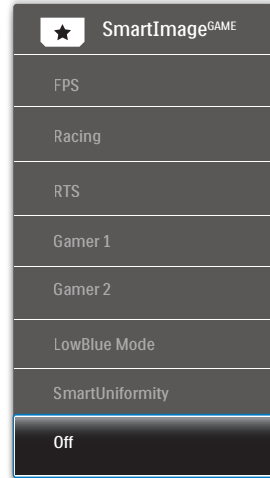 SmartImageGAME
FPS
Racing
RTS
Gamer 1
Gamer 2
LowBlue Mode
SmartUniformity
Off